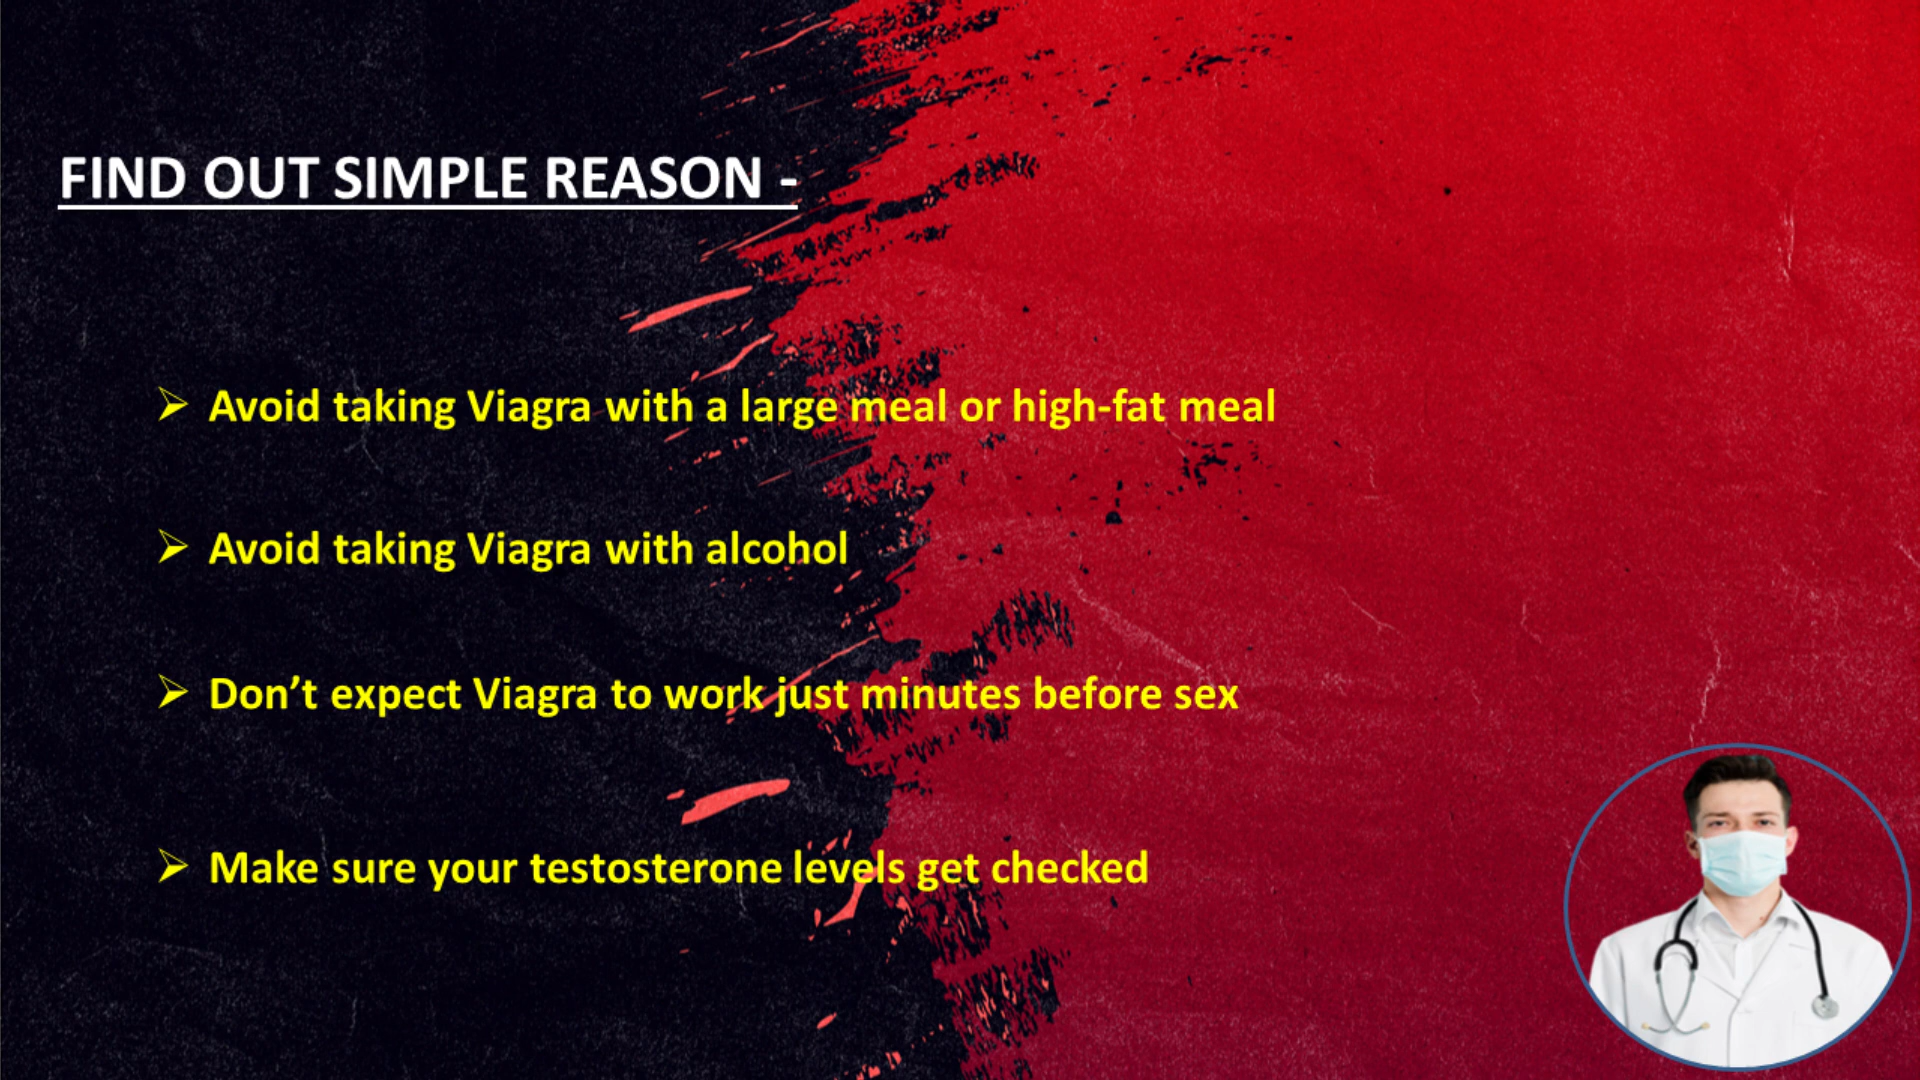 FIND OUT SIMPLE REASON -
➢ Avoid taking Viagra with a large meal or high-fat meal
➢ Avoid taking Viagra with alcohol
➢ Don’t expect Viagra to work just minutes before sex
➢ Make sure your testosterone levels get checked